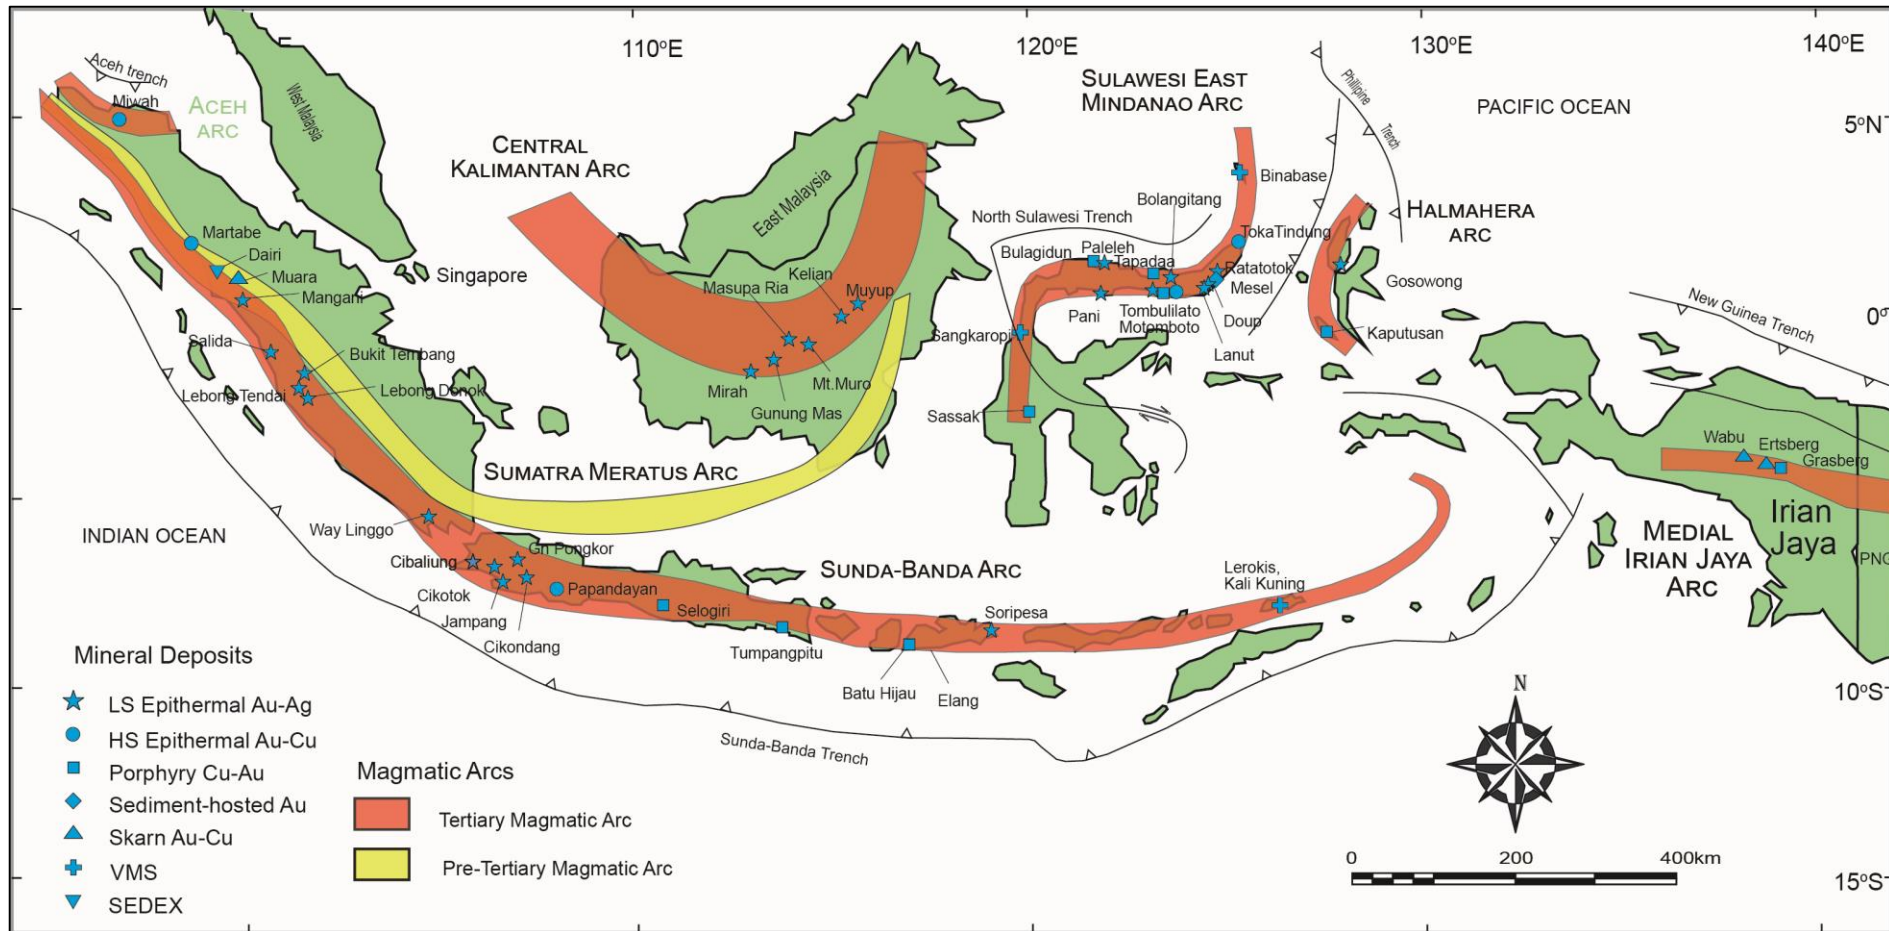 E
110°E
120°E
130°E
140°E
Aceh trench
Miwah
ACEH
ARC
West Malaysia
CENTRAL
KALIMANTAN ARC
East Malaysia
SULAWESI EAST
MINDANAO ARC
Phillipine
Trench
PACIFIC OCEAN
5°N
Binabase
Bolangitang
North Sulawesi Trench
HALMAHERA
ARC
Martabe
Dairi
Muara
Mangani
Singapore
Kelian
Masupa Ria
Muyup
Bulagidun
Paleleh
Tapadaa
TokaTindung
Ratatotok
Mesel
Gosowong
Pani
Tombulilato
Motomboto
Doup
Lanut
Kaputusan
New Guinea Trench
0°
Salida
Bukit Tembang
Lebong Tendai
Lebong Donok
Mirah
Mt.Muro
Gunung Mas
Sangkaropi
Sassak
Wabu
Ertsberg
Grasberg
SUMATRA MERATUS ARC
INDIAN OCEAN
Way Linggo
Cibaliung
Gn Pongkor
Cikotok
Jampang
Cikondang
Papandayan
Selogiri
SUNDA-BANDA ARC
Tumpangpitu
Soripesa
Batu Hijau
Elang
Lerokis,
Kali Kuning
MEDIAL
IRIAN JAYA
ARC
Irian
Jaya
PNG
Sunda-Banda Trench
10°S
15°S
N
Mineral Deposits
LS Epithermal Au-Ag
HS Epithermal Au-Cu
Porphyry Cu-Au
Sediment-hosted Au
Skarn Au-Cu
VMS
SEDEX
Magmatic Arcs
Tertiary Magmatic Arc
Pre-Tertiary Magmatic Arc
0
200
400km